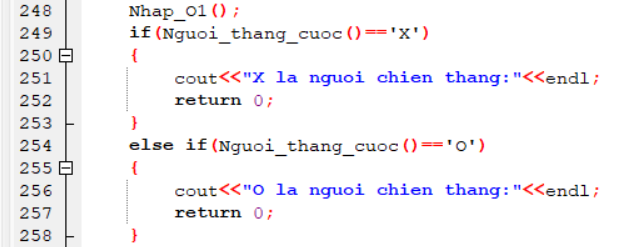 248 Nhap_O1();
249 if(Nguoi_thang_cuoc()=='X')
250 {
251 cout<<"X la nguoi chien thang:"<<endl;
252 return 0;
253 }
254 else if(Nguoi_thang_cuoc()=='O')
255 {
256 cout<<"O la nguoi chien thang:"<<endl;
257 return 0;
258 }